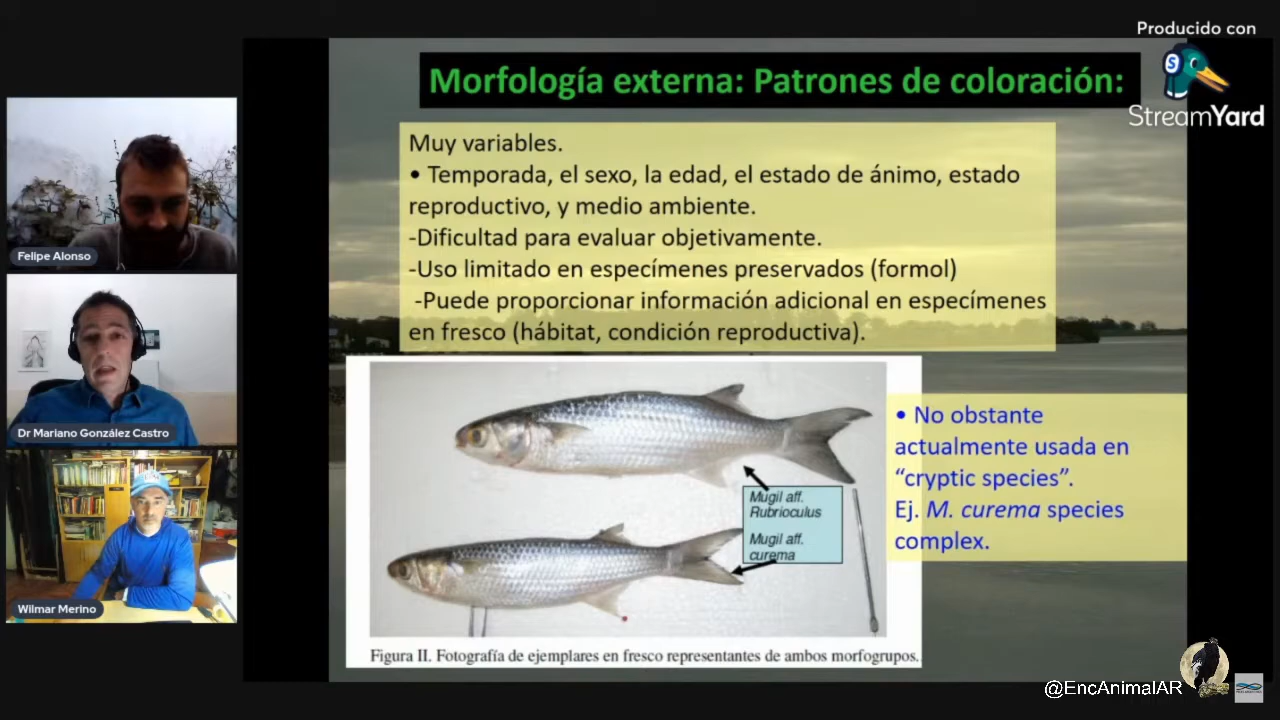 Producido con
StreamYard
Morfología externa: Patrones de coloración:
Muy variables.
• Temporada, el sexo, la edad, el estado de ánimo, estado
reproductivo, y medio ambiente.
-Dificultad para evaluar objetivamente.
-Uso limitado en especímenes preservados (formol)
-Puede proporcionar información adicional en especímenes
en fresco (hábitat, condición reproductiva).
Felipe Alonso
Dr Mariano González Castro
Wilmar Merino
Mugil aff.
Rubrioculus
Mugil aff.
curema
• No obstante
actualmente usada en
“cryptic species”.
Ej. M. curema species
complex.
Figura II. Fotografía de ejemplares en fresco representantes de ambos morfogrupos.
@EncAnimalAR